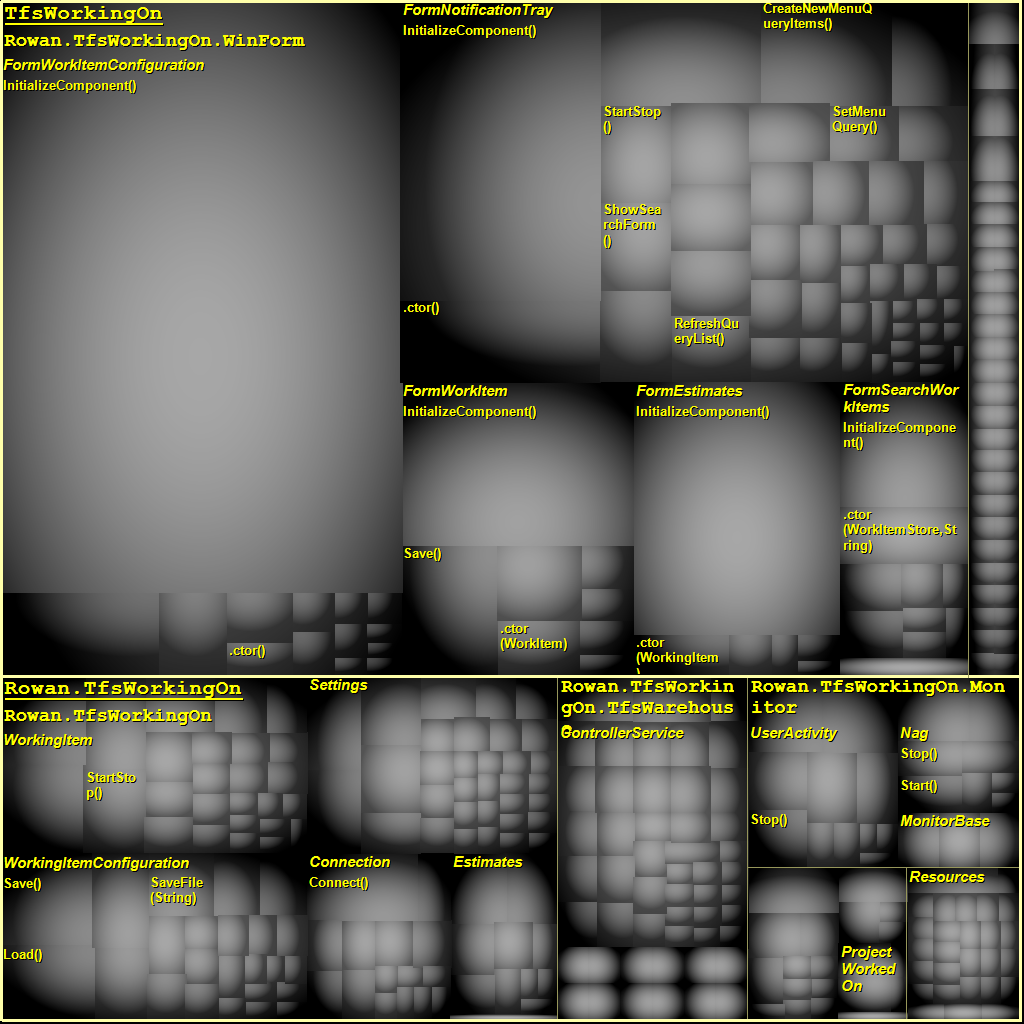 TfsWorkingOn
Rowan.TfsWorkingOn.WinForm
FormWorkItemConfiguration
InitializeComponent()
.ctor()
FormNotificationTray
InitializeComponent()
.ctor()
CreateNewMenuQ
ueryItems()
StartStop
()
SetMenu
Query()
ShowSea
rchForm
()
RefreshQu
eryList()
FormWorkItem
InitializeComponent()
Save()
.ctor
(WorkItem)
FormEstimates
InitializeComponent()
.ctor
(WorkingItem
)
FormSearchWor
kItems
InitializeCompone
nt()
.ctor
(WorkItemStore,St
ring)
Rowan.TfsWorkingOn
Rowan.TfsWorkingOn
WorkingItem
StartSto
p()
Settings
WorkingItemConfiguration
Save()
SaveFile
(String)
Load()
Connection
Connect()
Estimates
Rowan.TfsWorkin
gOn.TfsWarehous
e
ControllerService
Rowan.TfsWorkingOn.Mon
itor
UserActivity
Stop()
Nag
Stop()
Start()
MonitorBase
Project
Worked
On
Resources